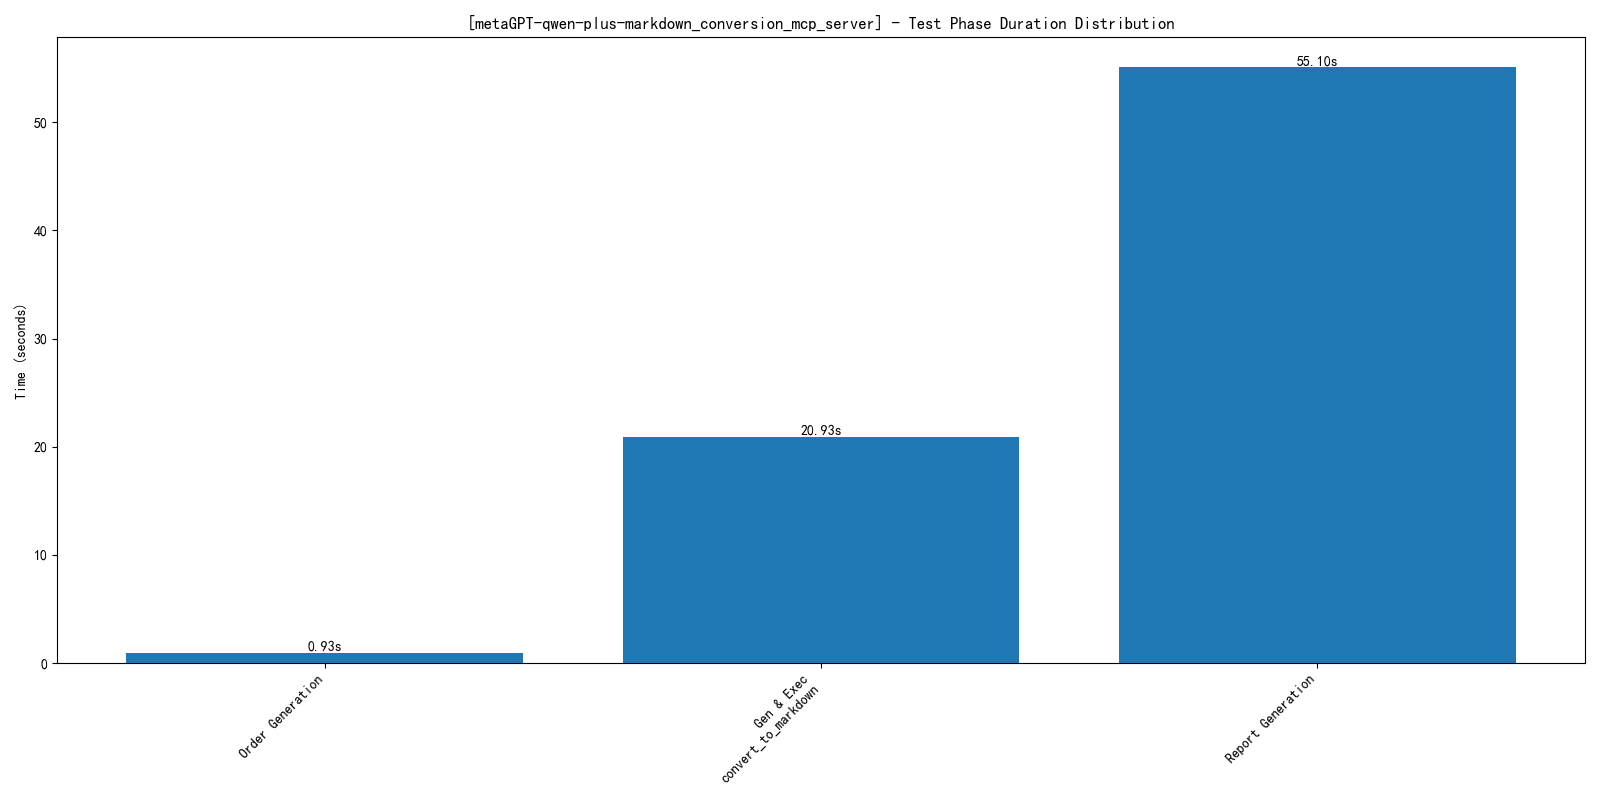 [metaGPT-qwen-plus-markdown_conversion_mcp_server] - Test Phase Duration Distribution
Time (seconds)
50
40
30
20
10
0
0.93s
20.93s
55.10s
Order Generation
Gen & Exec
convert_to_markdown
Report Generation